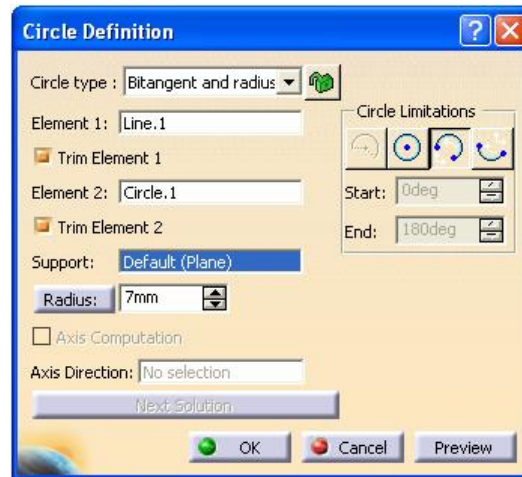 Circle Definition
Circle type : Bitangent and radius
Circle Limitations
Element 1: Line.1
Trim Element 1
Element 2: Circle.1
Start: 0deg
Trim Element 2
End: 180deg
Support: Default (Plane)
Radius: 7mm
Axis Computation
Axis Direction: No selection
Next Solution
OK Cancel Preview